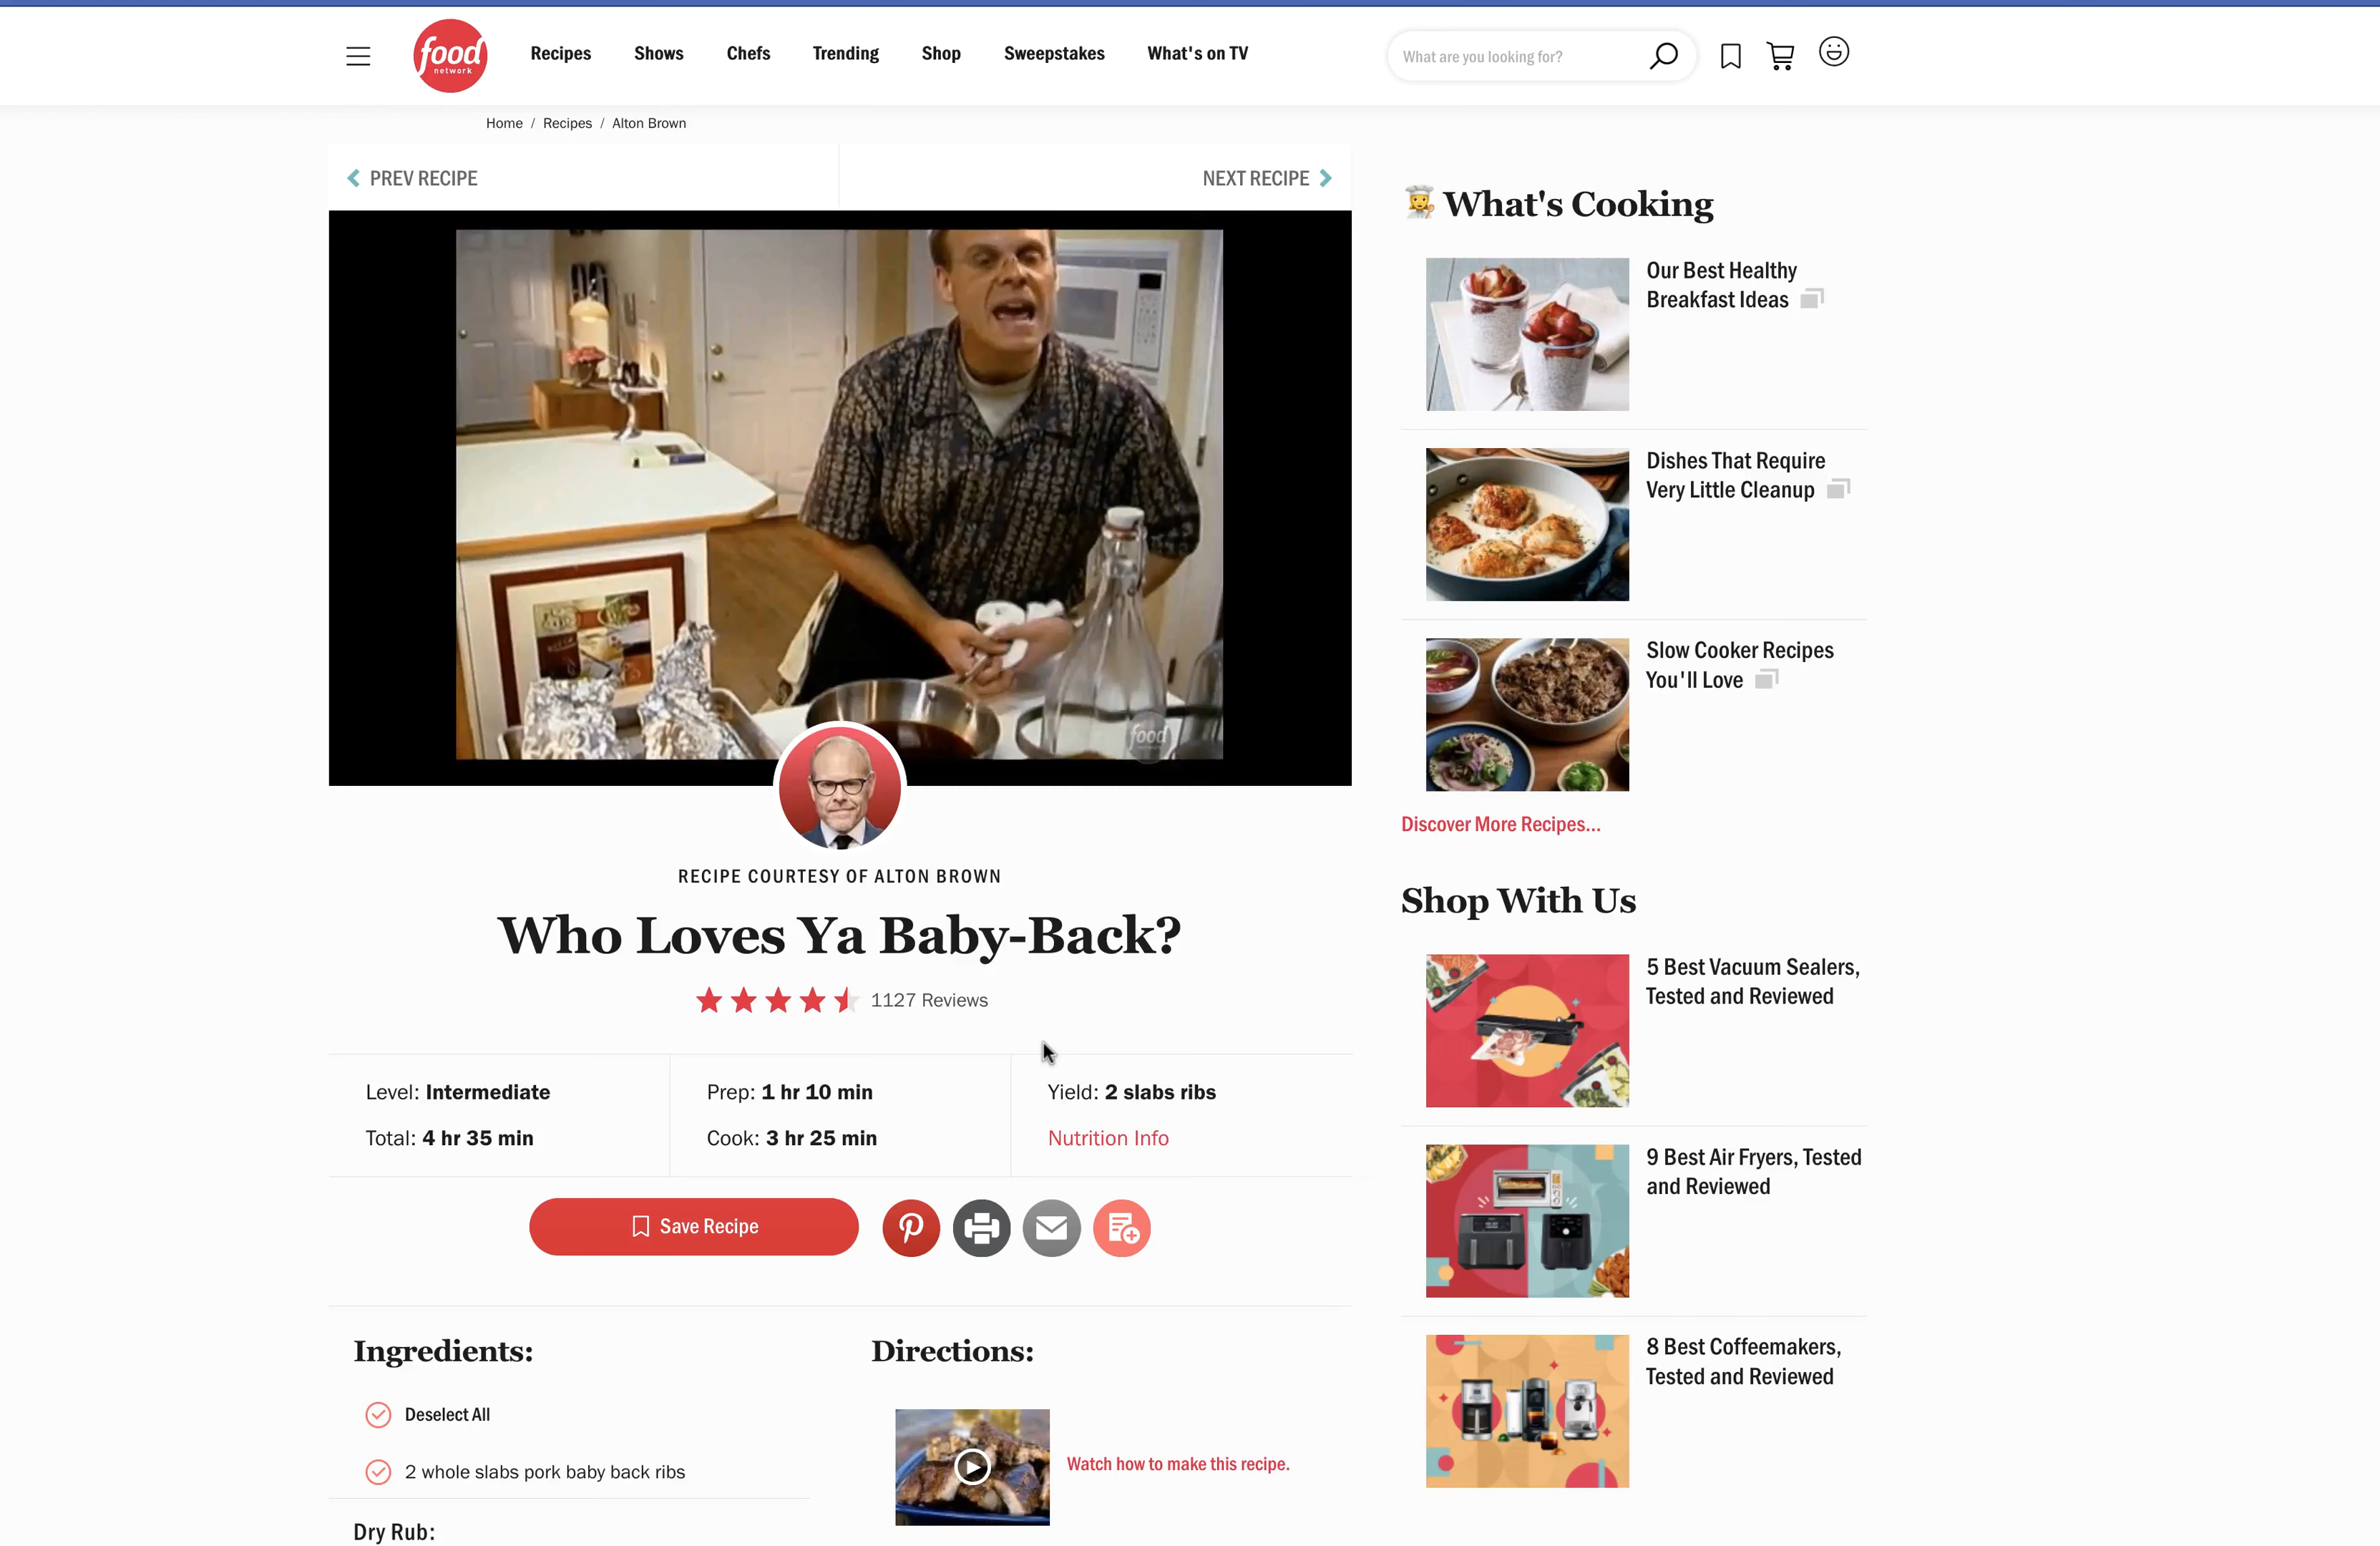 food
network
Recipes
Shows
Chefs
Trending
Shop
Sweepstakes
What's on TV
What are you looking for?
Home / Recipes / Alton Brown
PREV RECIPE
NEXT RECIPE
food
network
RECIPE COURTESY OF ALTON BROWN
Who Loves Ya Baby-Back?
1127 Reviews
Level: Intermediate
Total: 4 hr 35 min
Prep: 1 hr 10 min
Cook: 3 hr 25 min
Yield: 2 slabs ribs
Nutrition Info
Save Recipe
Ingredients:
Deselect All
2 whole slabs pork baby back ribs
Dry Rub:
Directions:
Watch how to make this recipe.
What's Cooking
Our Best Healthy
Breakfast Ideas
Dishes That Require
Very Little Cleanup
Slow Cooker Recipes
You'll Love
Discover More Recipes...
Shop With Us
5 Best Vacuum Sealers,
Tested and Reviewed
9 Best Air Fryers, Tested
and Reviewed
8 Best Coffeemakers,
Tested and Reviewed